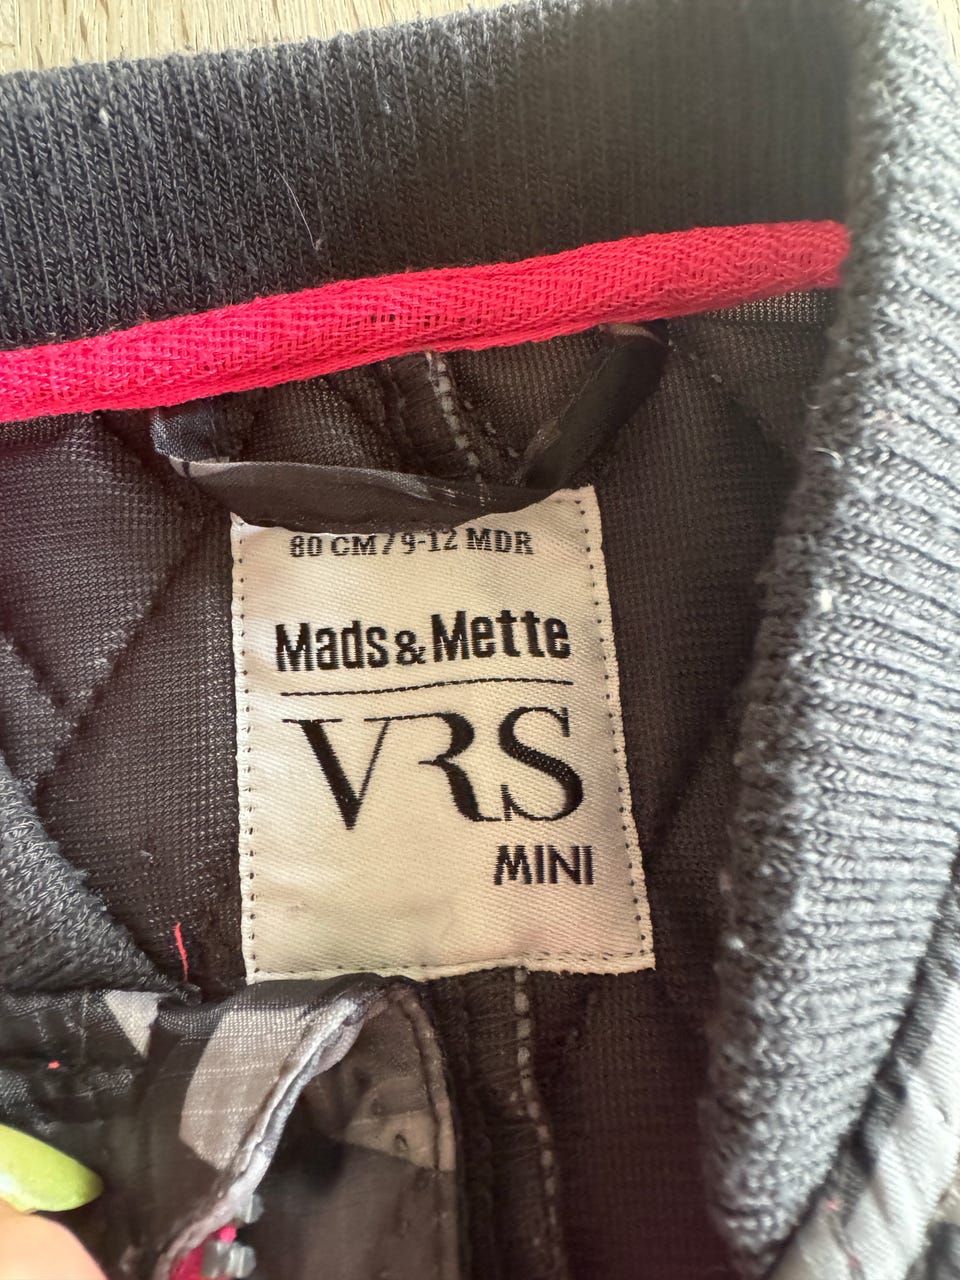 80 CM / 9-12 MDR
Mads & Mette
VRS
MINI